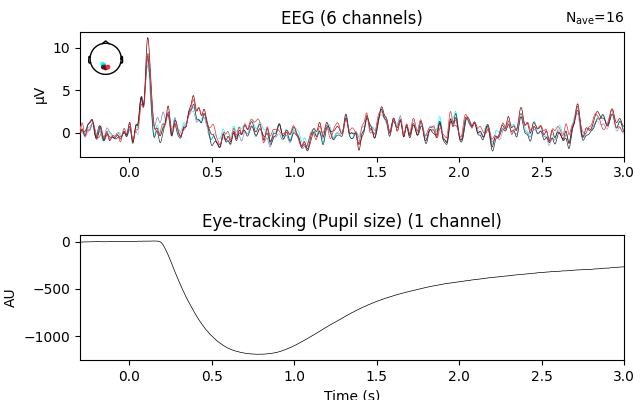 EEG (6 channels)
Nave=16
10
5
0
µV
0.0 0.5 1.0 1.5 2.0 2.5 3.0
Eye-tracking (Pupil size) (1 channel)
0
−500
−1000
AU
0.0 0.5 1.0 1.5 2.0 2.5 3.0
Time (s)